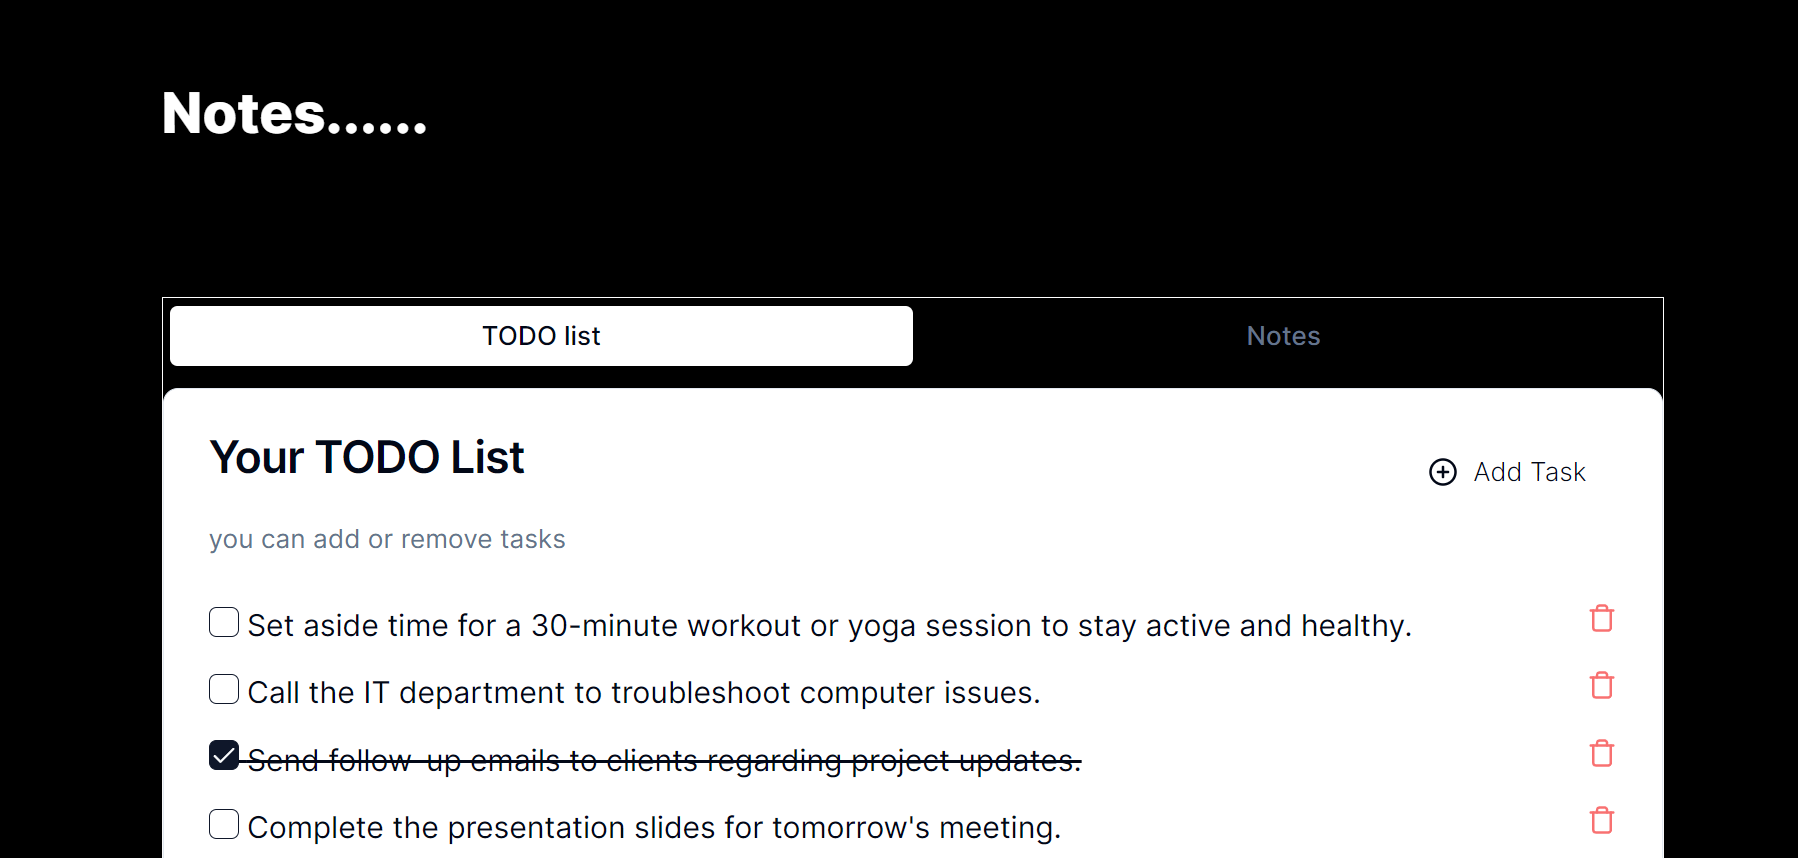 Notes......
TODO list
Notes
Your TODO List
Add Task
you can add or remove tasks
Set aside time for a 30-minute workout or yoga session to stay active and healthy.
Call the IT department to troubleshoot computer issues.
Send follow-up emails to clients regarding project updates.
Complete the presentation slides for tomorrow's meeting.